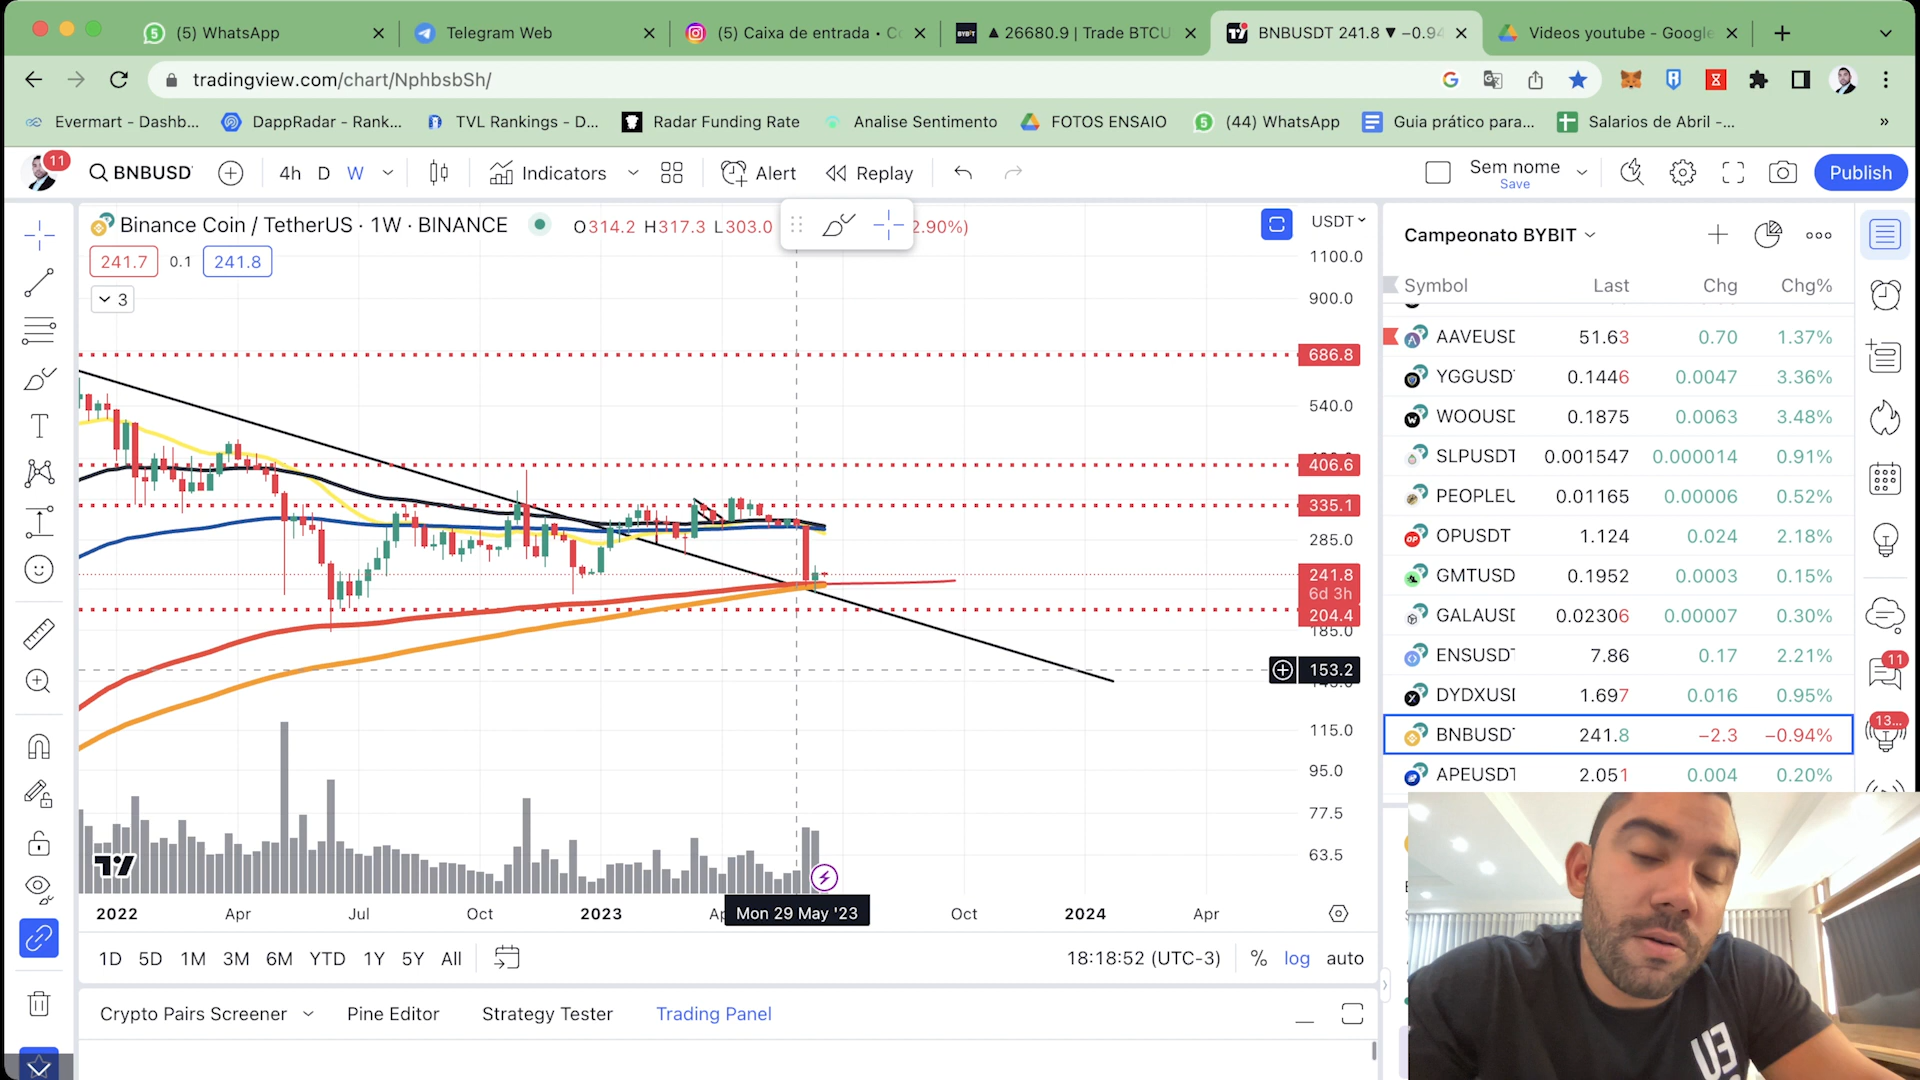 (5) WhatsApp
Telegram Web
(5) Caixa de entrada •
▲ 26680.9 | Trade BTCU
BNBUSDT 241.8 ▼ −0.94
Videos youtube - Google
tradingview.com/chart/NphbsbSh/
Evermart - Dashb...
DappRadar - Rank...
TVL Rankings - D...
Radar Funding Rate
Analise Sentimento
FOTOS ENSAIO
(44) WhatsApp
Guia prático para...
Salarios de Abril -...
»
11
BNBUSD
4h
D
W
Indicators
Alert
Replay
Sem nome
Save
Publish
Binance Coin / TetherUS · 1W · BINANCE
O314.2 H317.3 L303.0
2.90%)
241.7
0.1
241.8
3
USDT
1100.0
900.0
686.8
540.0
406.6
335.1
285.0
241.8
6d 3h
204.4
185.0
153.2
115.0
95.0
77.5
63.5
2022
Apr
Jul
Oct
2023
Mon 29 May '23
Oct
2024
Apr
1D
5D
1M
3M
6M
YTD
1Y
5Y
All
18:18:52 (UTC-3)
%
log
auto
Crypto Pairs Screener
Pine Editor
Strategy Tester
Trading Panel
Campeonato BYBIT
Symbol Last Chg Chg%
AAVEUSD 51.63 0.70 1.37%
YGGUSD 0.1446 0.0047 3.36%
WOOUSD 0.1875 0.0063 3.48%
SLPUSDT 0.001547 0.000014 0.91%
PEOPLEU 0.01165 0.00006 0.52%
OPUSDT 1.124 0.024 2.18%
GMTUSD 0.1952 0.0003 0.15%
GALAUSD 0.02306 0.00007 0.30%
ENSUSDT 7.86 0.17 2.21%
DYDXUSD 1.697 0.016 0.95%
BNBUSDT 241.8 −2.3 −0.94%
APEUSDT 2.051 0.004 0.20%
11
13...